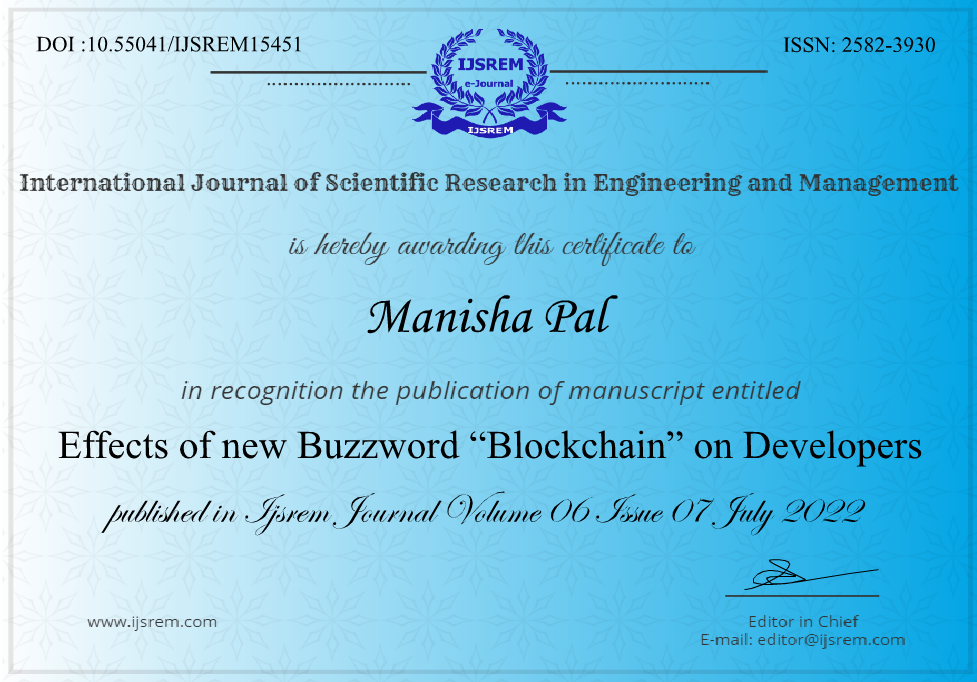 DOI :10.55041/IJSREM15451
ISSN: 2582-3930
IJSREM
e-Journal
IJSREM
International Journal of Scientific Research in Engineering and Management
is hereby awarding this certificate to
Manisha Pal
in recognition the publication of manuscript entitled
Effects of new Buzzword “Blockchain” on Developers
published in Ijsrem Journal Volume 06 Issue 07 July 2022
www.ijsrem.com
Editor in Chief
E-mail: editor@ijsrem.com